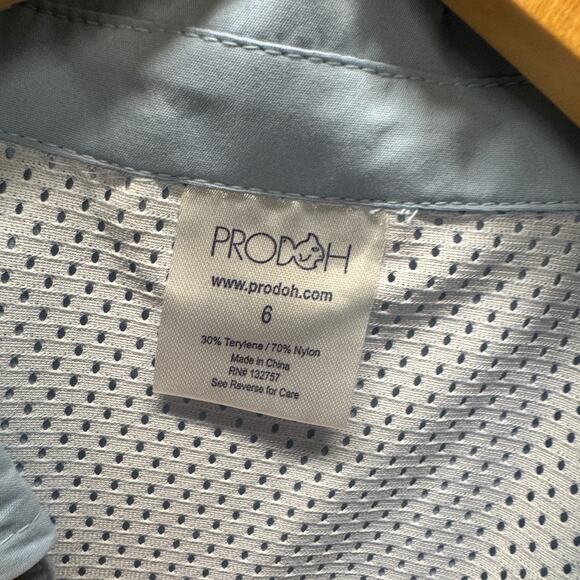 PRODOH
www.prodoh.com
6
30% Terylene / 70% Nylon
Made in China
RN# 132757
See Reverse for Care